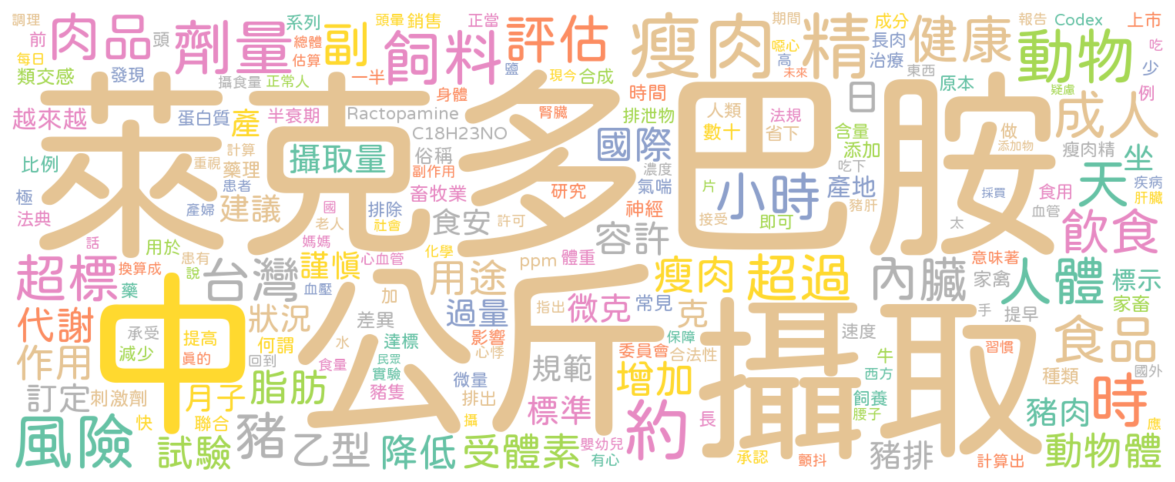 調理 肉品 頭 劑量 系列 副 頭暈 銷售 正當 評估 瘦肉精 成分 報告 Codex 上市
前 每日 總體 估算 飼料 噁心 期間 長肉 健康 動物 吃
類交感 發現 攝食量 正常人 一半 鹽 現今 合成 高 未來 治療 東西 疑慮 少
萊克多巴胺
越來越 蛋白質 產 半衰期 身體 Ractopamine 腎臟 時間 人類 日 原本 成人 例
C18H23NO 排泄物 數十 法規 省下 含量 添加 做 添加物
比例 重視 計算 藥理 攝取量 俗稱 副作用 國際 濃度 吃下 瘦肉精 天 坐
極 患者 畜牧業 研究 氣喘 片 小時 產地 食用 疾病
法典 產婦 建議 排除 社會 食安 許可 神經 接受 即可 豬肝 採買 血管 肝臟
話 國 老人 媽媽 化學 容許 太 飲食
超標 用於 患有 說 心血管 ppm 體重 意味著
換算成 台灣 謹慎 用途 瘦肉 超過 內臟 家禽 人體 標示
藥 血壓 加 指出 手 提早 家畜
代謝 中 公斤 攝取
承受 提高 狀況 差異 過量 微克 常見 克 速度 食品
減少 真的 何謂 水 達標 影響 心悸 保障 委員會 合法性 牛 習慣
作用 回到 民眾 食量 實驗 規範 增加 西方 種類 國外
訂定 刺激劑 月子 脂肪 豬隻 微量 排出 標準 約 長 飼養 腰子 豬肉 時
風險 快 聯合 豬 攝 應
試驗 乙型 降低 受體素 嬰幼兒 有心 承認 顫抖 豬排 計算出 動物體